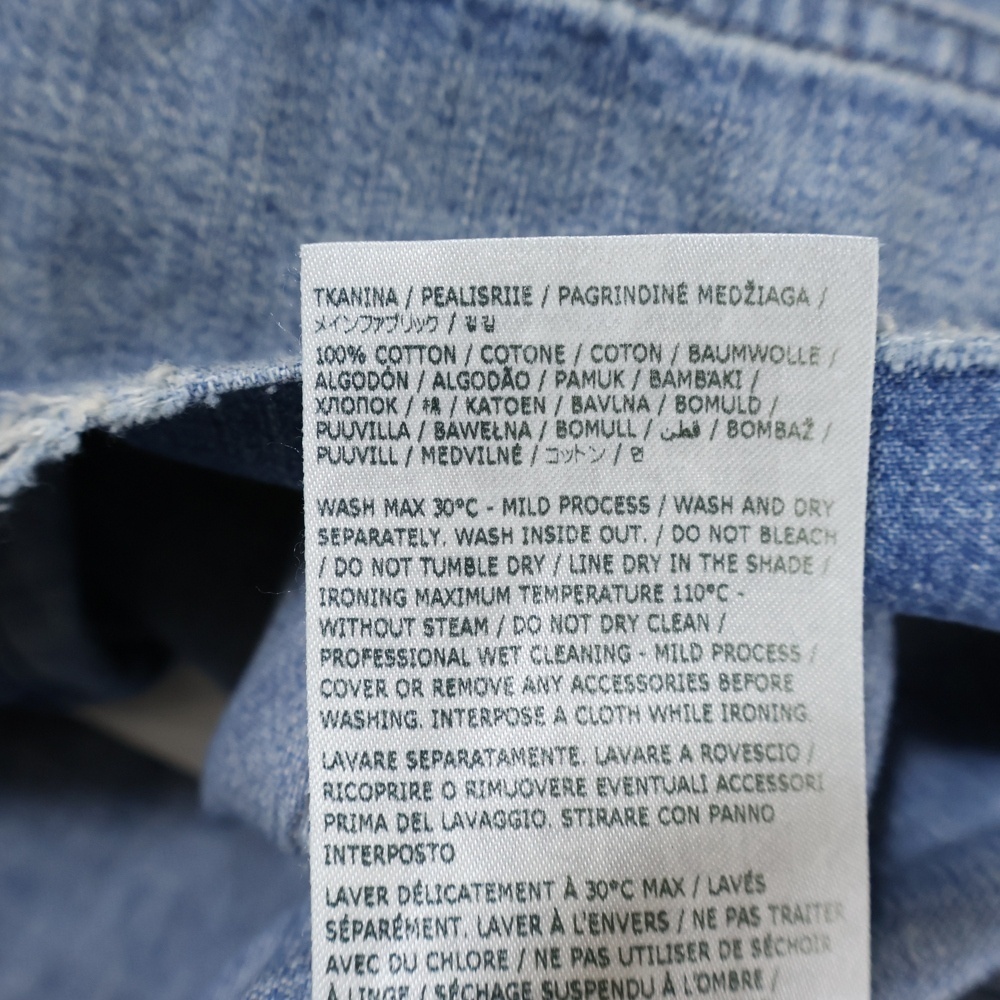 TKANINA / PEALISRIIE / PAGRINDINĖ MEDŽIAGA /
メインファブリック / 겉감
100% COTTON / COTONE / COTON / BAUMWOLLE /
ALGODÓN / ALGODÃO / PAMUK / BAMBAKI /
ХЛОПОК / 棉 / KATOEN / BAVLNA / BOMULD /
PUUVILLA / BAWEŁNA / BOMULL / قطن / BOMBAŽ /
PUUVILL / MEDVILNĖ / コットン / 면
WASH MAX 30°C - MILD PROCESS / WASH AND DRY
SEPARATELY. WASH INSIDE OUT. / DO NOT BLEACH
/ DO NOT TUMBLE DRY / LINE DRY IN THE SHADE /
IRONING MAXIMUM TEMPERATURE 110°C -
WITHOUT STEAM / DO NOT DRY CLEAN /
PROFESSIONAL WET CLEANING - MILD PROCESS /
COVER OR REMOVE ANY ACCESSORIES BEFORE
WASHING. INTERPOSE A CLOTH WHILE IRONING.
LAVARE SEPARATAMENTE. LAVARE A ROVESCIO /
RICOPRIRE O RIMUOVERE EVENTUALI ACCESSORI
PRIMA DEL LAVAGGIO. STIRARE CON PANNO
INTERPOSTO
LAVER DÉLICATEMENT À 30°C MAX / LAVÉS
SÉPARÉMENT. LAVER À L'ENVERS / NE PAS TRAITER
AVEC DU CHLORE / NE PAS UTILISER DE SÉCHOIR
À LINGE / SÉCHAGE SUSPENDU À L'OMBRE /